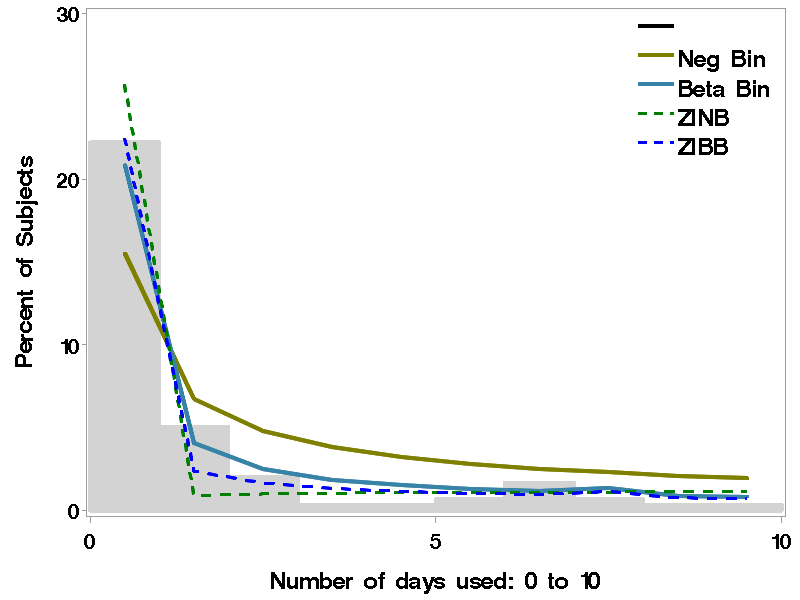 30
20
10
0
Percent of Subjects
Neg Bin
Beta Bin
ZINB
ZIBB
0 5 10
Number of days used: 0 to 10